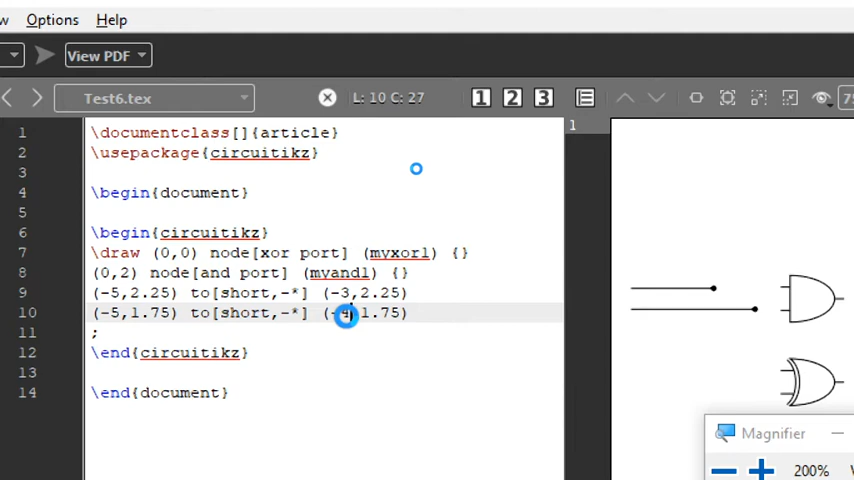 w Options Help
View PDF
Test6.tex L: 10 C: 27 1 2 3 75
1 \documentclass[]{article}
2 \usepackage{circuitikz}
3
4 \begin{document}
5
6 \begin{circuitikz}
7 \draw (0,0) node[xor port] (myxor1) {}
8 (0,2) node[and port] (myand1) {}
9 (-5,2.25) to[short,-*] (-3,2.25)
10 (-5,1.75) to[short,-*] (-4,1.75)
11 ;
12 \end{circuitikz}
13
14 \end{document}
1
Magnifier
200%